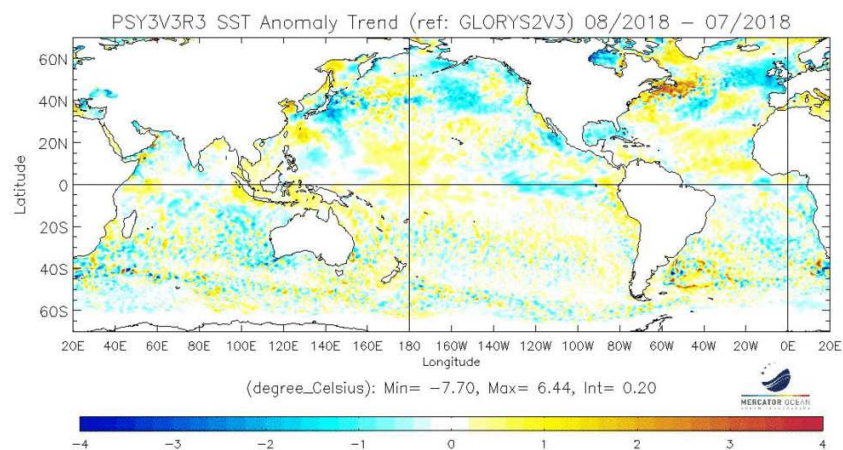 PSY3V3R3 SST Anomaly Trend (ref: GLORYS2V3) 08/2018 – 07/2018
Latitude
60N
40N
20N
0
20S
40S
60S
20E 40E 60E 80E 100E 120E 140E 160E 180 160W 140W 120W 100W 80W 60W 40W 20W 0E 20E
Longitude
(degree_Celsius): Min= −7.70, Max= 6.44, Int= 0.20
MERCATOR OCEAN
−4 −3 −2 −1 0 1 2 3 4